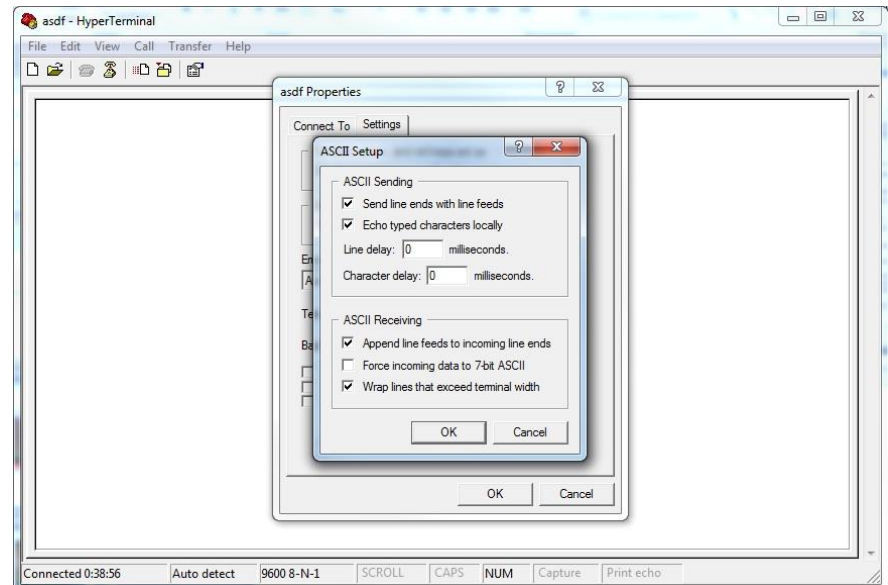 asdf - HyperTerminal
File Edit View Call Transfer Help
asdf Properties
Connect To Settings
ASCII Setup
ASCII Sending
Send line ends with line feeds
Echo typed characters locally
Line delay: 0 milliseconds.
Character delay: 0 milliseconds.
ASCII Receiving
Append line feeds to incoming line ends
Force incoming data to 7-bit ASCII
Wrap lines that exceed terminal width
OK Cancel
OK Cancel
Connected 0:38:56 Auto detect 9600 8-N-1 SCROLL CAPS NUM Capture Print echo